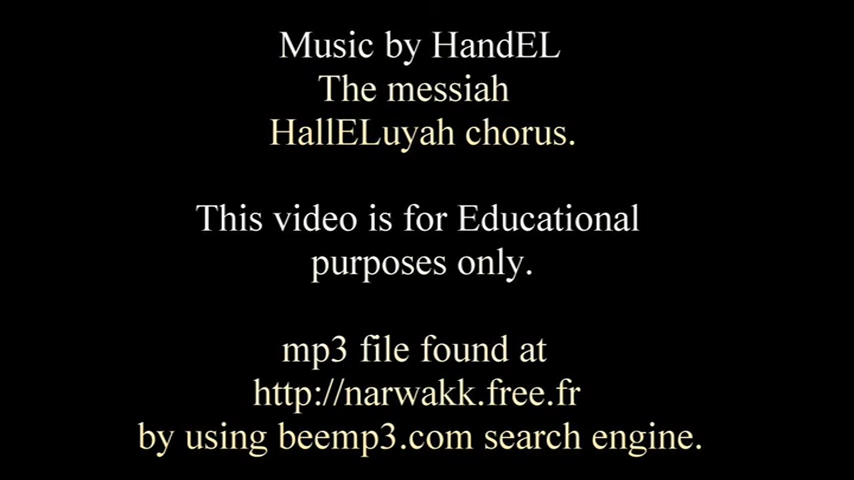 Music by HandEL
The messiah
HallELuyah chorus.
This video is for Educational
purposes only.
mp3 file found at
http://narwakk.free.fr
by using beemp3.com search engine.